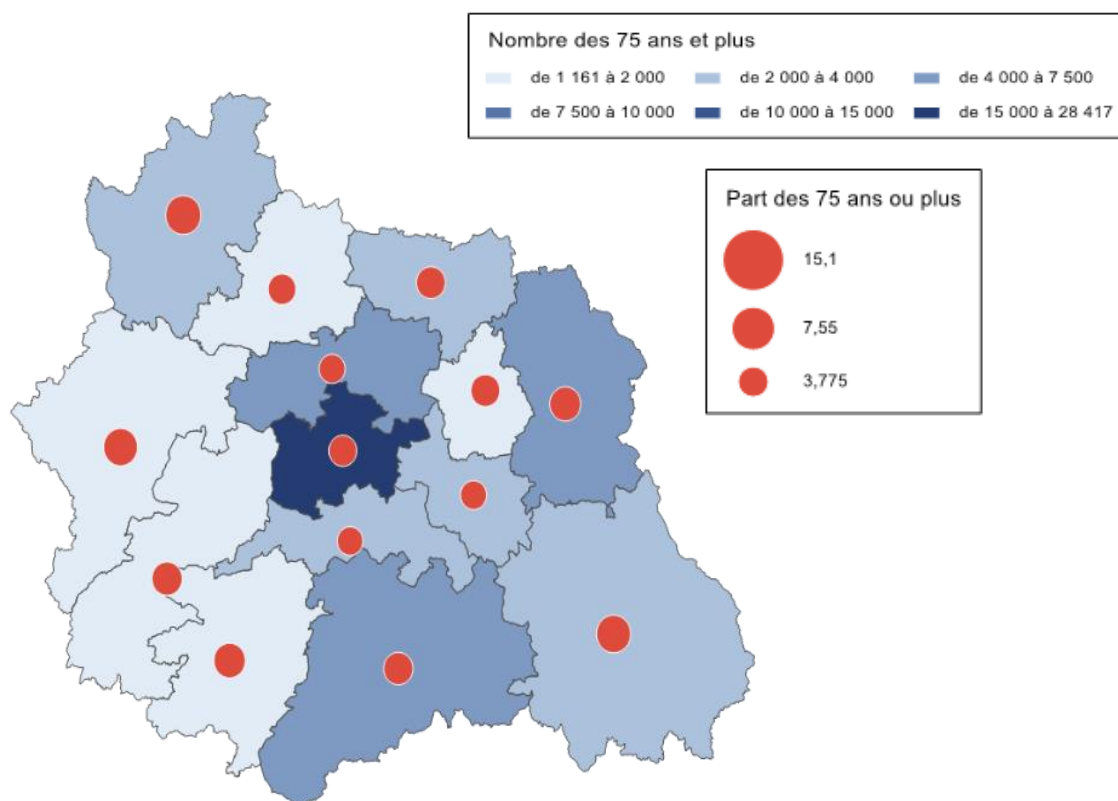 Nombre des 75 ans et plus
de 1 161 à 2 000 de 2 000 à 4 000 de 4 000 à 7 500
de 7 500 à 10 000 de 10 000 à 15 000 de 15 000 à 28 417
Part des 75 ans ou plus
15,1
7,55
3,775